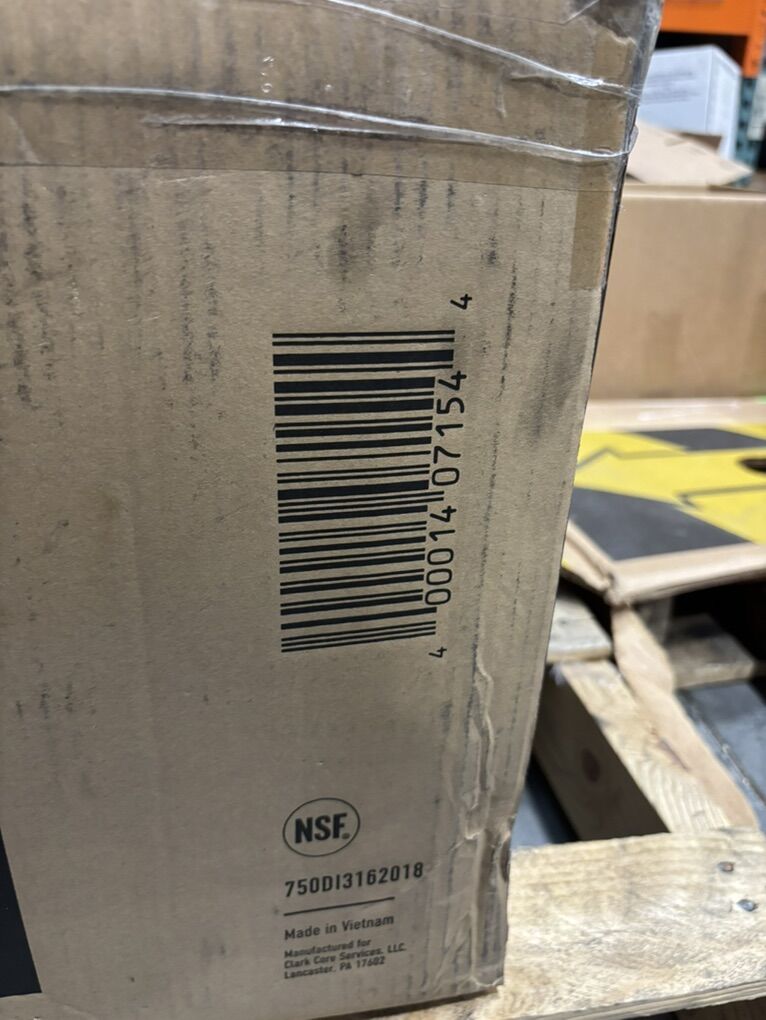 4 00014 07154 4
NSF®
750DI3162018
Made in Vietnam
Manufactured for
Clark Core Services, LLC.
Lancaster, PA 17602